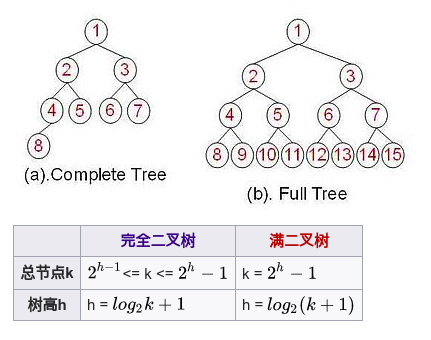 1
1
2 3
2 3
4 5 6 7
4 5 6 7
8
8 9 10 11 12 13 14 15
(a).Complete Tree
(b). Full Tree
完全二叉树 满二叉树
总节点k 2^{h-1}<= k <= 2^h − 1 k = 2^h − 1
树高h h = log_2 k + 1 h = log_2 (k + 1)